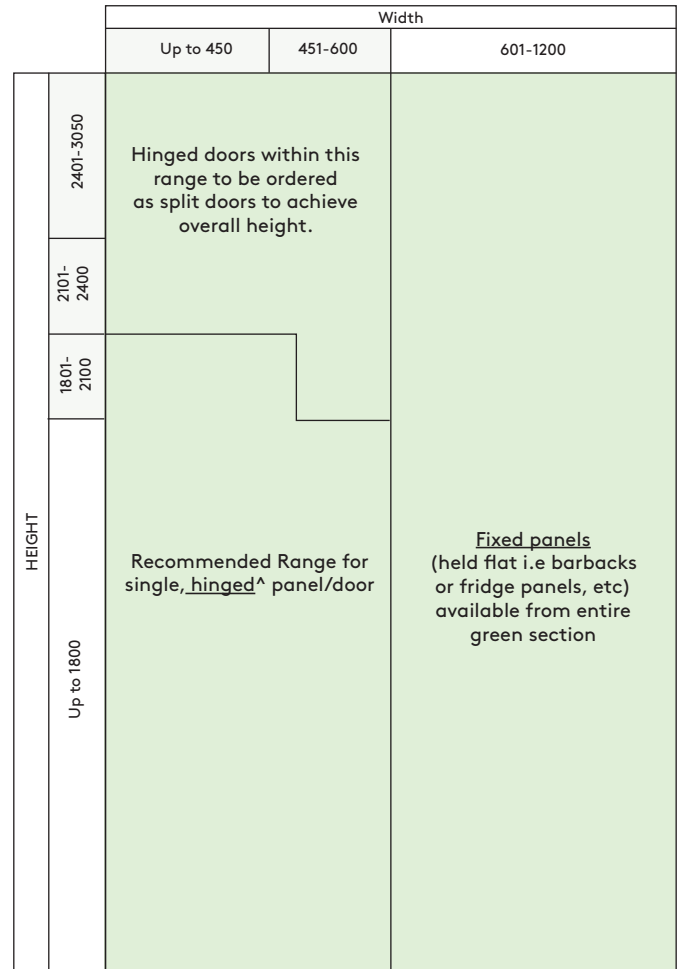 Width
Up to 450
451-600
601-1200
HEIGHT
2401-3050
2101-
2400
1801-
2100
Up to 1800
Hinged doors within this
range to be ordered
as split doors to achieve
overall height.
Recommended Range for
single, hinged^ panel/door
Fixed panels
(held flat i.e barbacks
or fridge panels, etc)
available from entire
green section